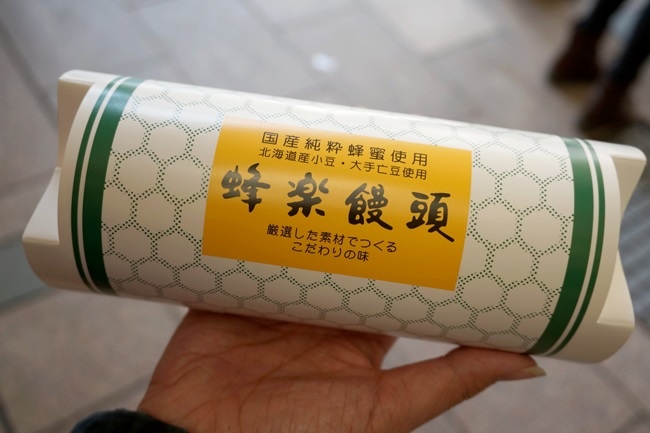 国産純粋蜂蜜使用
北海道産小豆・大手亡豆使用
蜂楽饅頭
厳選した素材でつくる
こだわりの味